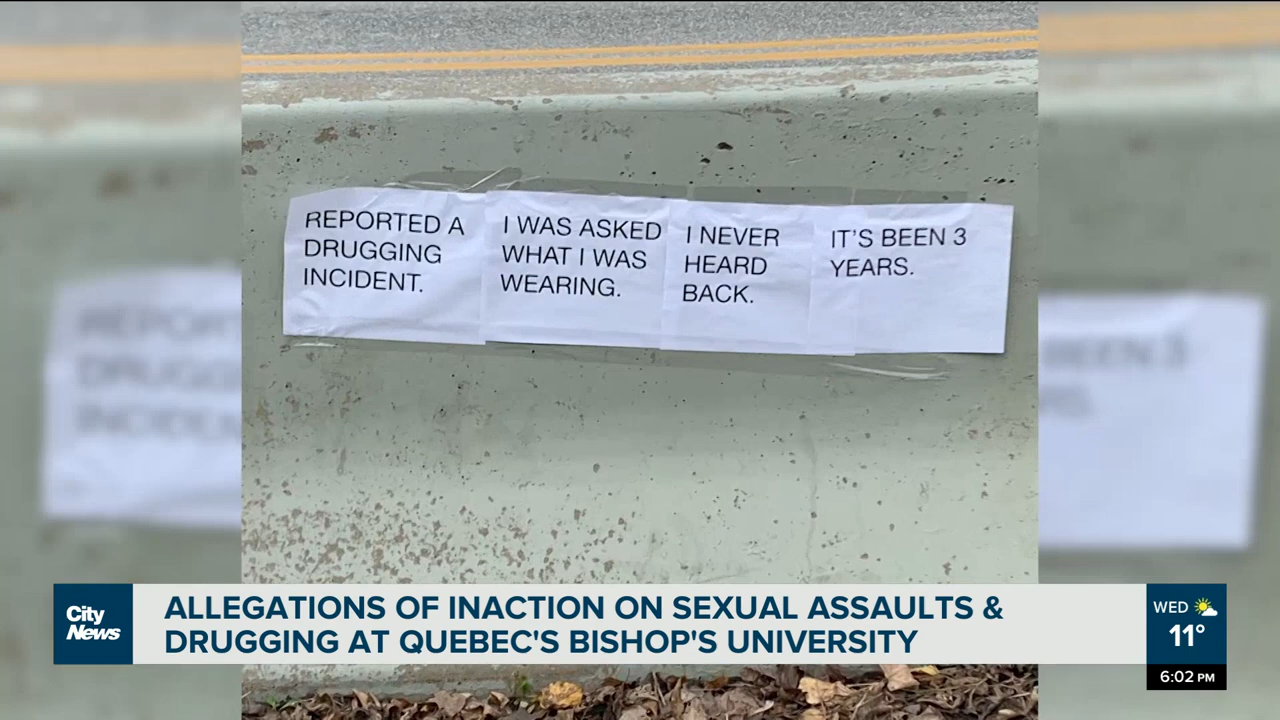 REPORTED A
DRUGGING
INCIDENT.
I WAS ASKED
WHAT I WAS
WEARING.
I NEVER
HEARD
BACK.
IT'S BEEN 3
YEARS.
City
News
ALLEGATIONS OF INACTION ON SEXUAL ASSAULTS &
DRUGGING AT QUEBEC'S BISHOP'S UNIVERSITY
WED
11°
6:02 PM